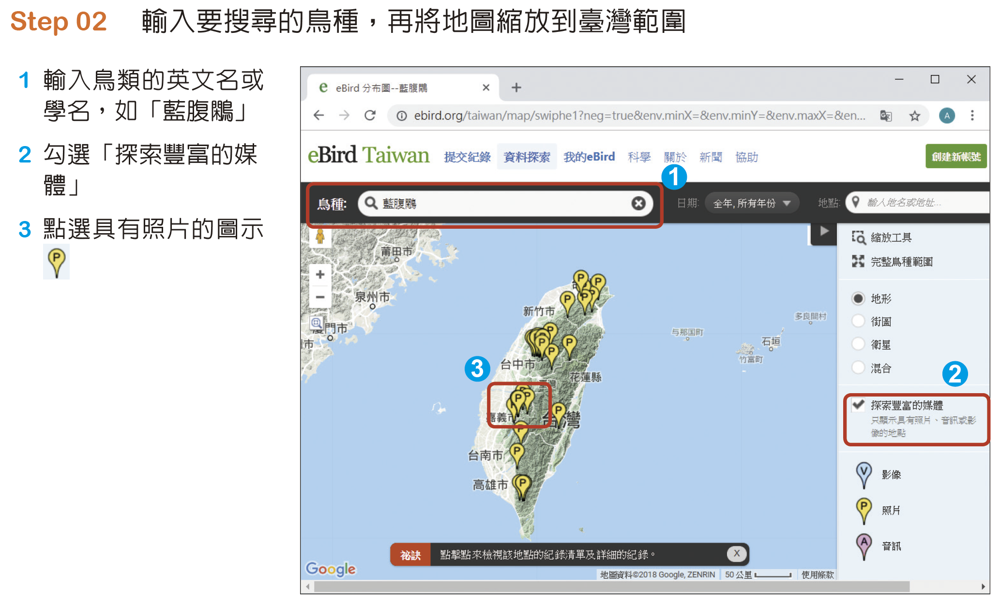 Step 02 輸入要搜尋的鳥種，再將地圖縮放到臺灣範圍
1 輸入鳥類的英文名或
學名，如「藍腹鷴」
2 勾選「探索豐富的媒
體」
3 點選具有照片的圖示
P
eBird 分布圖--藍腹鷴
ebird.org/taiwan/map/swiphe1?neg=true&env.minX=&env.minY=&env.maxX=&en...
A
eBird Taiwan 提交紀錄 資料探索 我的eBird 科學 關於 新聞 協助 創建新帳號
1
鳥種: 藍腹鷴 日期: 全年, 所有年份 地點: 輸入地名或地址...
縮放工具
完整鳥種範圍
地形
街圖
衛星
混合
2
探索豐富的媒體
只顯示具有照片、音訊或影
像的地點
V 影像
P 照片
A 音訊
莆田市
泉州市
廈門市
新竹市
多良間村
与那国町
石垣
竹富町
台中市
花蓮縣
3
嘉義市
台灣
台南市
高雄市
祕訣 點擊點來檢視該地點的紀錄清單及詳細的紀錄。 X
Google
地圖資料©2018 Google, ZENRIN 50 公里 使用條款